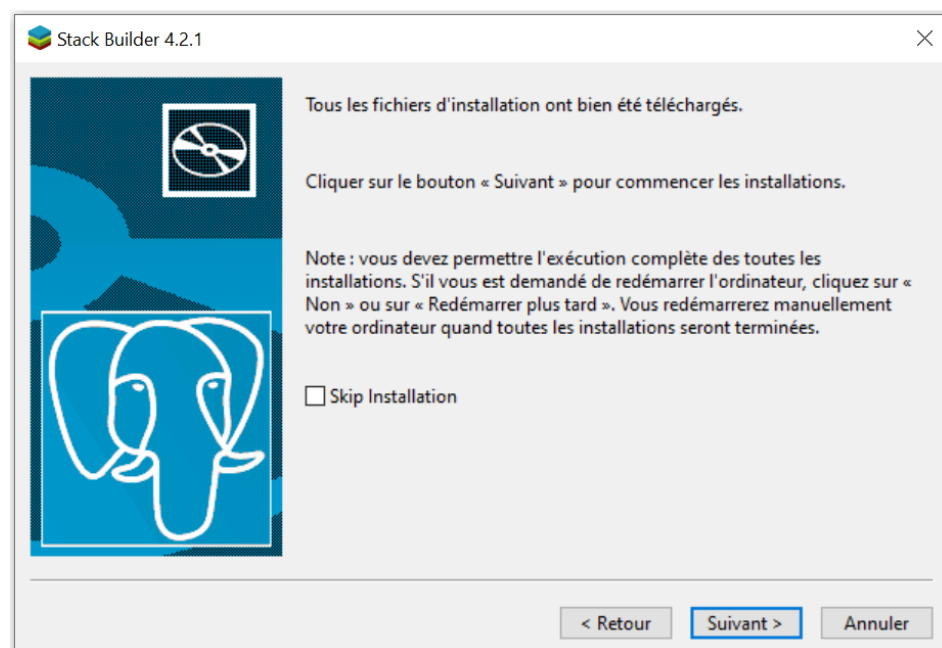 Stack Builder 4.2.1
Tous les fichiers d'installation ont bien été téléchargés.
Cliquer sur le bouton « Suivant » pour commencer les installations.
Note : vous devez permettre l'exécution complète des toutes les
installations. S'il vous est demandé de redémarrer l'ordinateur, cliquez sur «
Non » ou sur « Redémarrer plus tard ». Vous redémarrerez manuellement
votre ordinateur quand toutes les installations seront terminées.
Skip Installation
< Retour
Suivant >
Annuler